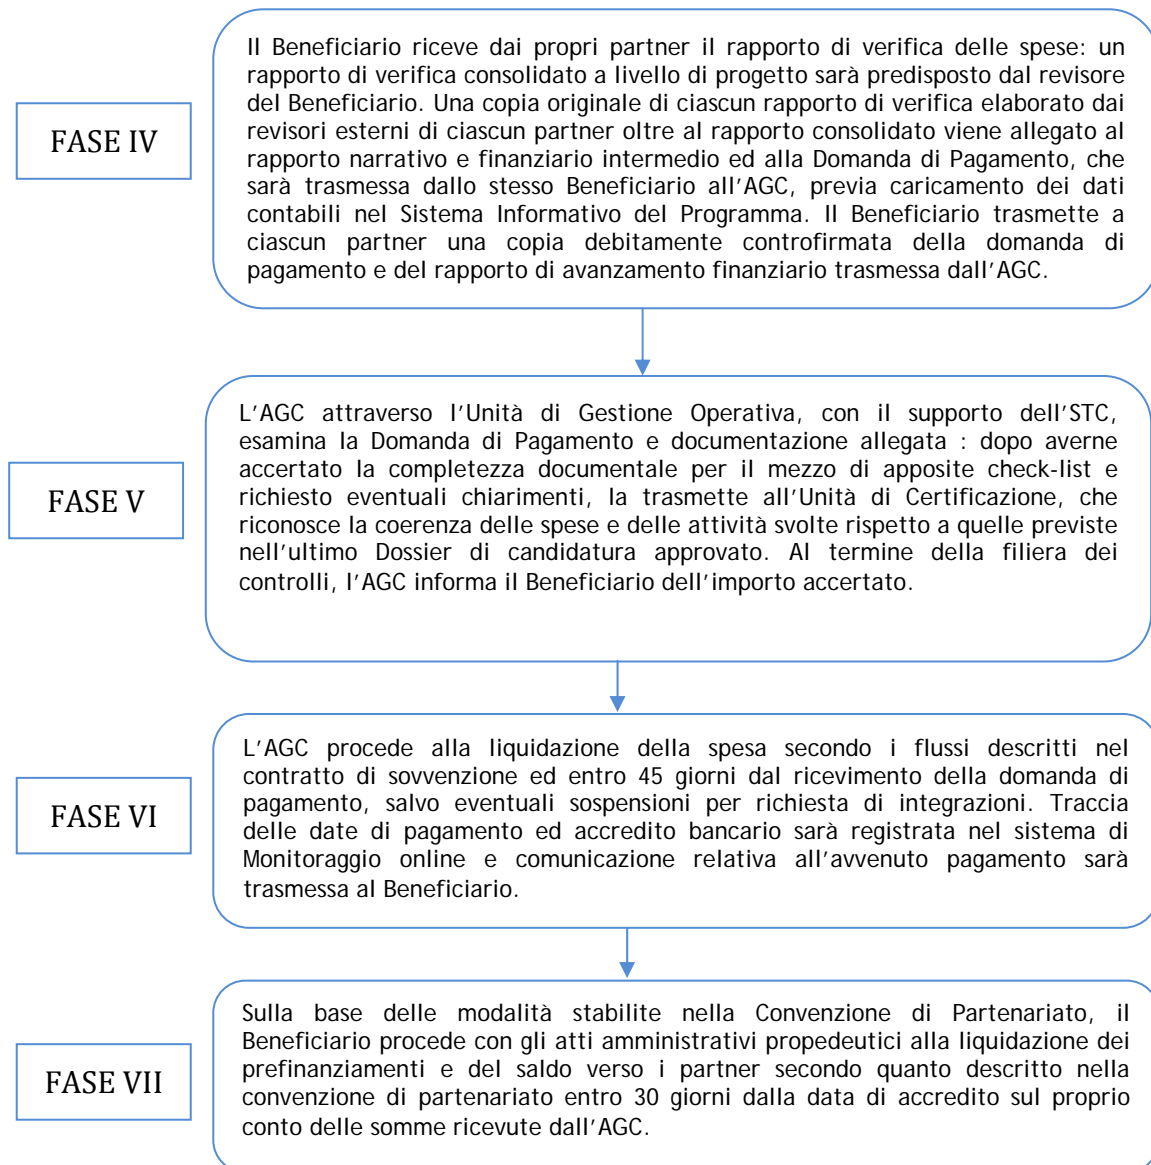 FASE IV
Il Beneficiario riceve dai propri partner il rapporto di verifica delle spese: un
rapporto di verifica consolidato a livello di progetto sarà predisposto dal revisore
del Beneficiario. Una copia originale di ciascun rapporto di verifica elaborato dai
revisori esterni di ciascun partner oltre al rapporto consolidato viene allegato al
rapporto narrativo e finanziario intermedio ed alla Domanda di Pagamento, che
sarà trasmessa dallo stesso Beneficiario all'AGC, previa caricamento dei dati
contabili nel Sistema Informativo del Programma. Il Beneficiario trasmette a
ciascun partner una copia debitamente controfirmata della domanda di
pagamento e del rapporto di avanzamento finanziario trasmessa dall'AGC.
FASE V
L'AGC attraverso l'Unità di Gestione Operativa, con il supporto dell'STC,
esamina la Domanda di Pagamento e documentazione allegata : dopo averne
accertato la completezza documentale per il mezzo di apposite check-list e
richiesto eventuali chiarimenti, la trasmette all'Unità di Certificazione, che
riconosce la coerenza delle spese e delle attività svolte rispetto a quelle previste
nell'ultimo Dossier di candidatura approvato. Al termine della filiera dei
controlli, l'AGC informa il Beneficiario dell'importo accertato.
FASE VI
L'AGC procede alla liquidazione della spesa secondo i flussi descritti nel
contratto di sovvenzione ed entro 45 giorni dal ricevimento della domanda di
pagamento, salvo eventuali sospensioni per richiesta di integrazioni. Traccia
delle date di pagamento ed accredito bancario sarà registrata nel sistema di
Monitoraggio online e comunicazione relativa all'avvenuto pagamento sarà
trasmessa al Beneficiario.
FASE VII
Sulla base delle modalità stabilite nella Convenzione di Partenariato, il
Beneficiario procede con gli atti amministrativi propedeutici alla liquidazione dei
prefinanziamenti e del saldo verso i partner secondo quanto descritto nella
convenzione di partenariato entro 30 giorni dalla data di accredito sul proprio
conto delle somme ricevute dall'AGC.